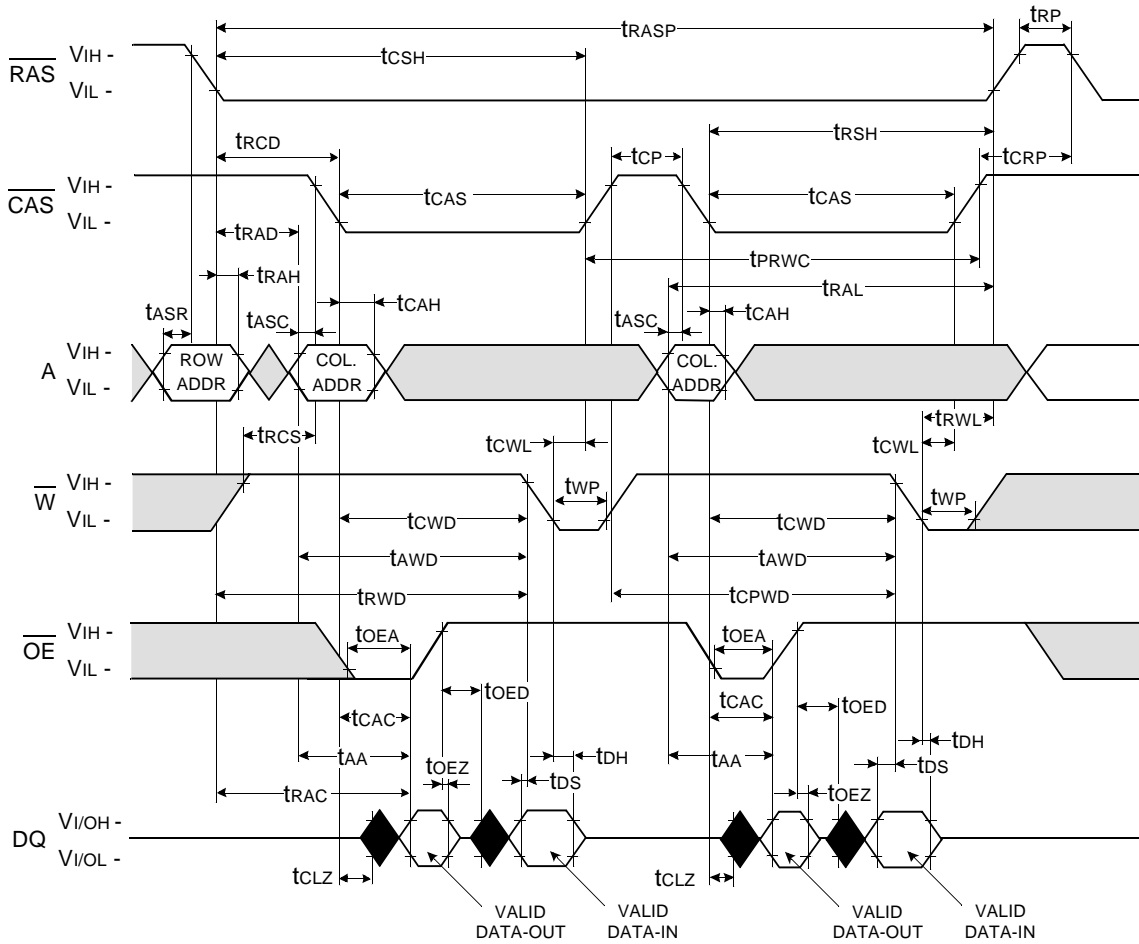 tRASP
tRP
tCSH
RAS
VIH -
VIL -
tRCD
tRSH
tCP
tCRP
CAS
VIH -
VIL -
tCAS
tCAS
tRAD
tPRWC
tRAH
tRAL
tASR
tASC
tCAH
tASC
tCAH
A
VIH -
VIL -
ROW
ADDR
COL.
ADDR
COL.
ADDR
tRCS
tCWL
tRWL
tCWL
W
VIH -
VIL -
tWP
tWP
tCWD
tCWD
tAWD
tAWD
tRWD
tCPWD
OE
VIH -
VIL -
tOEA
tOEA
tOED
tOED
tCAC
tCAC
tDH
tDH
tAA
tAA
tOEZ
tDS
tOEZ
tDS
tRAC
DQ
VI/OH -
VI/OL -
tCLZ
tCLZ
VALID
DATA-OUT
VALID
DATA-IN
VALID
DATA-OUT
VALID
DATA-IN